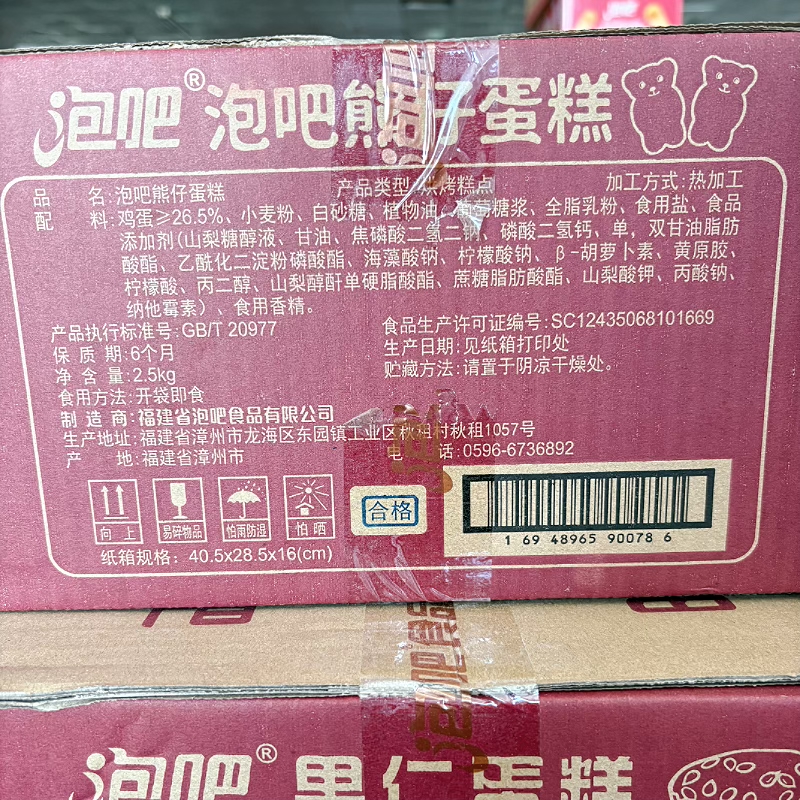 泡吧® 泡吧熊仔蛋糕
品 名:泡吧熊仔蛋糕 产品类型:烘烤糕点 加工方式:热加工
配 料:鸡蛋≥26.5%、小麦粉、白砂糖、植物油、葡萄糖浆、全脂乳粉、食用盐、食品
添加剂(山梨糖醇液、甘油、焦磷酸二氢二钠、磷酸二氢钙、单,双甘油脂肪
酸酯、乙酰化二淀粉磷酸酯、海藻酸钠、柠檬酸钠、β-胡萝卜素、黄原胶、
柠檬酸、丙二醇、山梨醇酐单硬脂酸酯、蔗糖脂肪酸酯、山梨酸钾、丙酸钠、
纳他霉素)、食用香精。
产品执行标准号:GB/T 20977
食品生产许可证编号:SC12435068101669
保 质 期:6个月
生产日期:见纸箱打印处
净 含 量:2.5kg
贮藏方法:请置于阴凉干燥处。
食用方法:开袋即食
制 造 商:福建省泡吧食品有限公司
生产地址:福建省漳州市龙海区东园镇工业区秋租村秋租1057号
产 地:福建省漳州市 电 话:0596-6736892
向上 易碎物品 怕雨防湿 怕晒
合格
1 69 48965 90078 6
纸箱规格:40.5x28.5x16(cm)
泡吧食品
泡吧® 果仁蛋糕